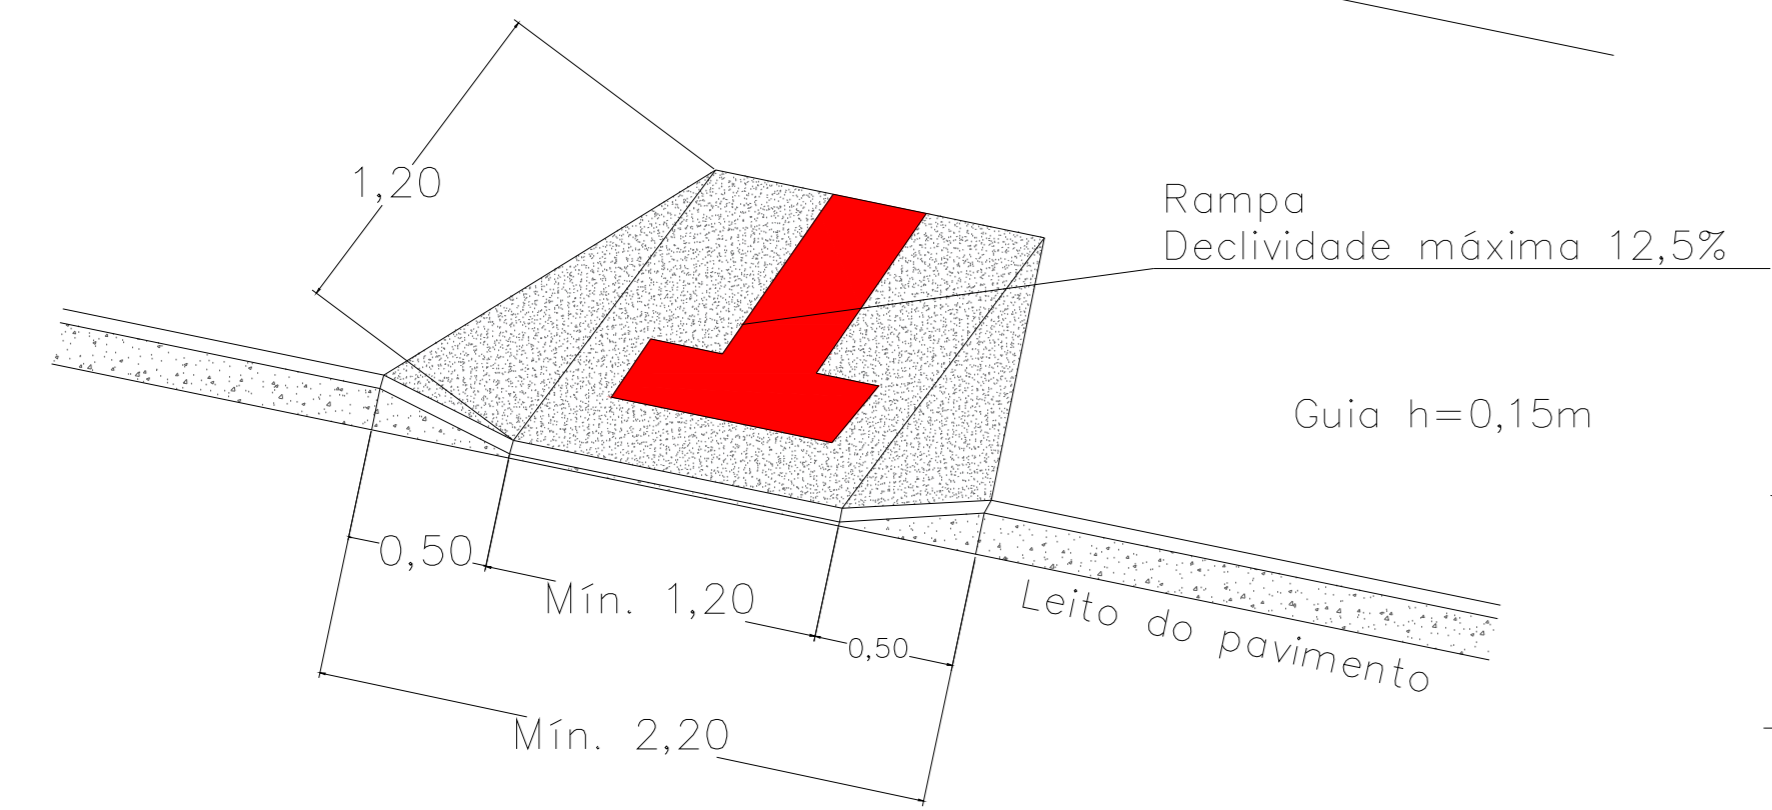 1,20
Rampa
Declividade máxima 12,5%
Guia h=0,15m
0,50
Mín. 1,20
0,50
Leito do pavimento
Mín. 2,20